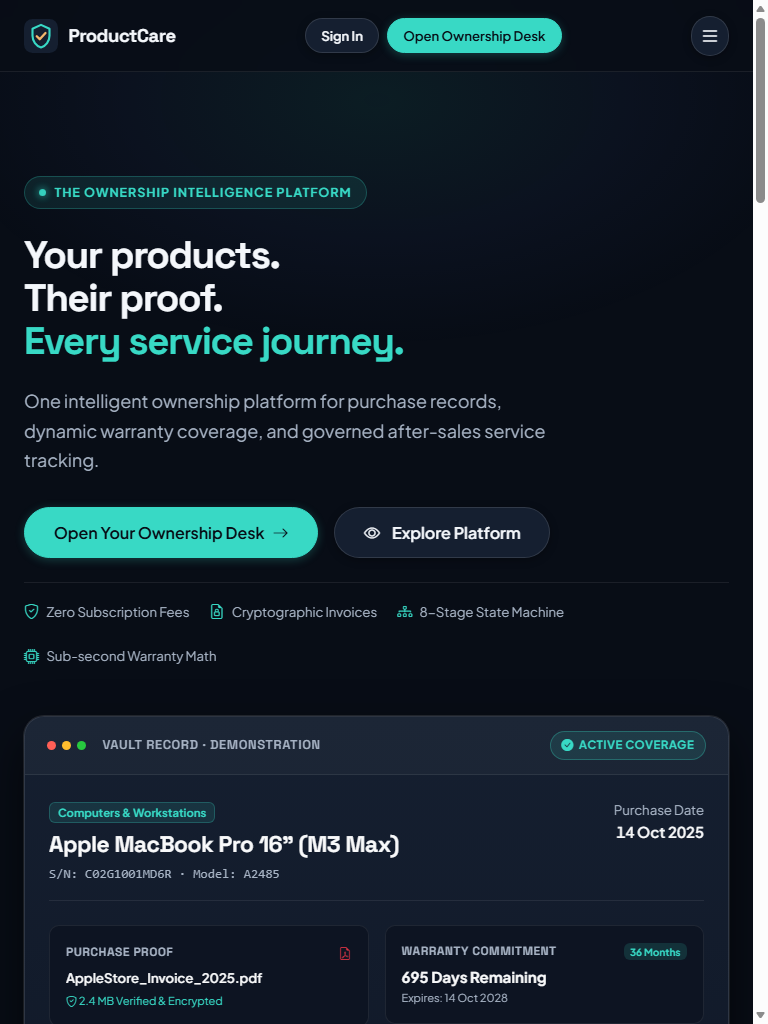 ProductCare
Sign In
Open Ownership Desk
THE OWNERSHIP INTELLIGENCE PLATFORM
Your products.
Their proof.
Every service journey.
One intelligent ownership platform for purchase records,
dynamic warranty coverage, and governed after-sales service
tracking.
Open Your Ownership Desk →
Explore Platform
Zero Subscription Fees
Cryptographic Invoices
8-Stage State Machine
Sub-second Warranty Math
VAULT RECORD · DEMONSTRATION
ACTIVE COVERAGE
Computers & Workstations
Apple MacBook Pro 16” (M3 Max)
S/N: C02G1001MD6R · Model: A2485
Purchase Date
14 Oct 2025
PURCHASE PROOF
AppleStore_Invoice_2025.pdf
2.4 MB Verified & Encrypted
WARRANTY COMMITMENT
36 Months
695 Days Remaining
Expires: 14 Oct 2028